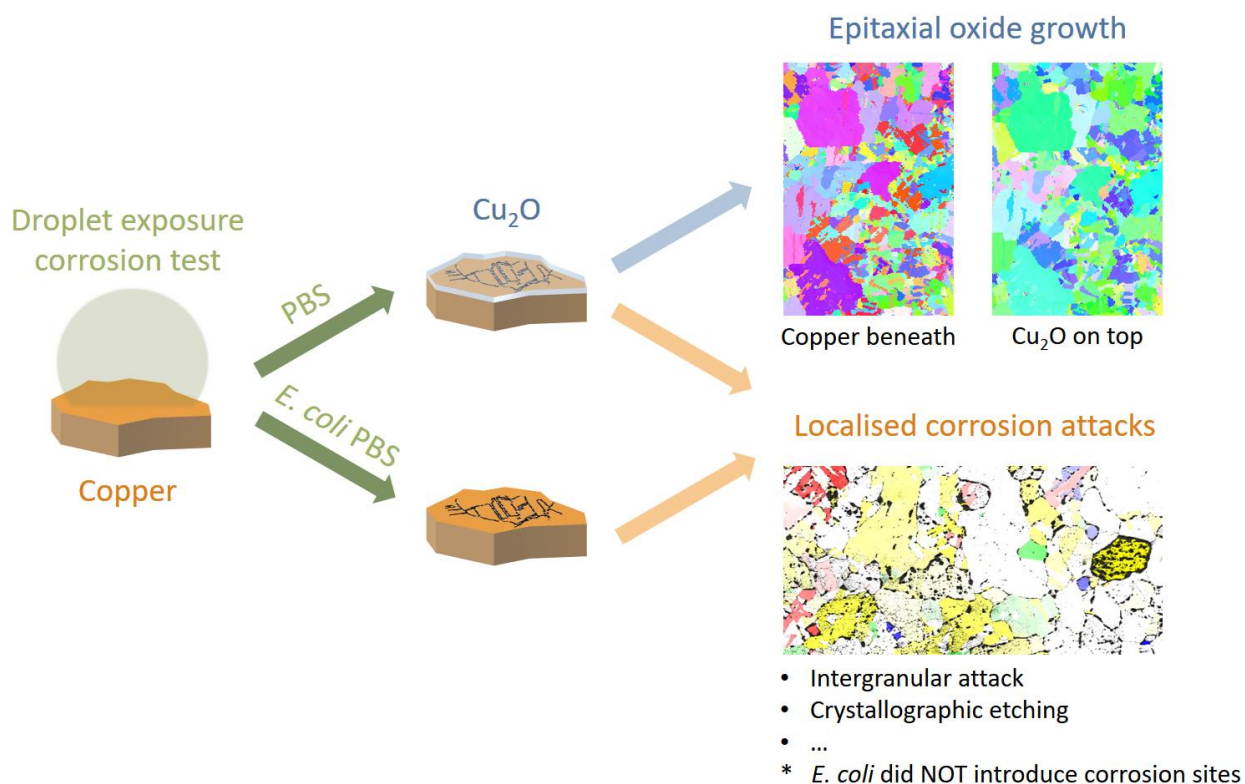 Epitaxial oxide growth
Droplet exposure
corrosion test
Cu₂O
PBS
E. coli PBS
Copper
Copper beneath
Cu₂O on top
Localised corrosion attacks
• Intergranular attack
• Crystallographic etching
• ...
* E. coli did NOT introduce corrosion sites